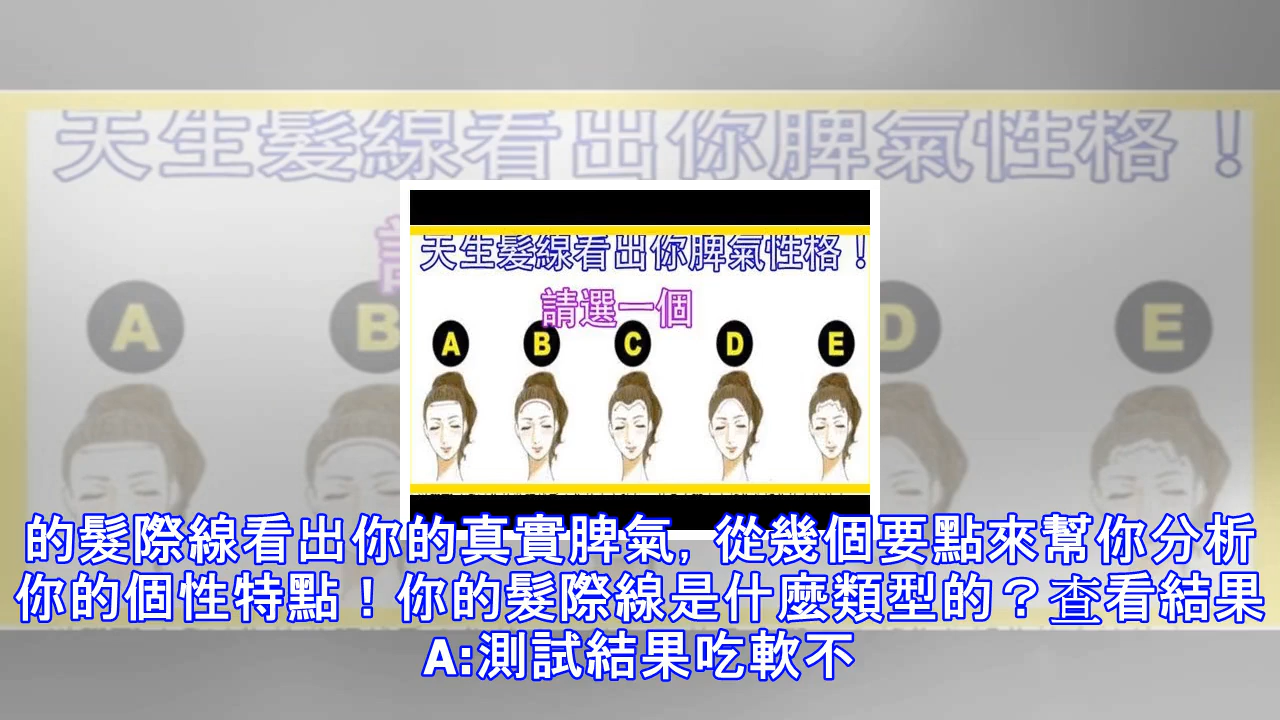 天生髮線看出你脾氣性格！
天生髮線看出你脾氣性格！
請選一個
A B C D E
A B D E
的髮際線看出你的真實脾氣, 從幾個要點來幫你分析
你的個性特點！你的髮際線是什麼類型的？查看結果
A:測試結果吃軟不